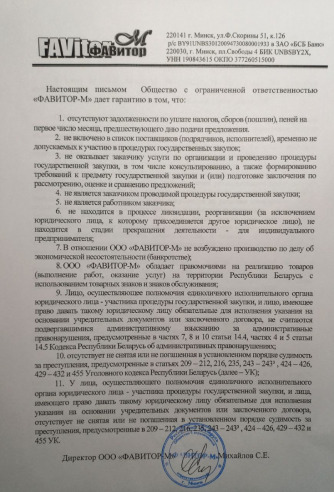 FAVitor
ФАВитор
М
220141 г. Минск, ул.Ф.Скорины 51, к.126
р/с BY91UNBS30120094730080001933 в ЗАО «БСБ Банк»
220030, г. Минск, пл.Свободы 4 БИК UNBSBY2X,
УНН 190843615 ОКПО 377260515000
Настоящим письмом Общество с ограниченной ответственностью
«ФАВИТОР-М» дает гарантию в том, что:
1. отсутствуют задолженности по уплате налогов, сборов (пошлин), пеней на
первое число месяца, предшествующего дню подачи предложения.
2. не включено в список поставщиков (подрядчиков, исполнителей), временно не
допускаемых к участию в процедурах государственных закупок;
3. не оказывает заказчику услуги по организации и проведению процедуры
государственной закупки, в том числе консультированию, а также формированию
требований к предмету государственной закупки и (или) подготовке заключения по
рассмотрению, оценке и сравнению предложений;
4. не является заказчиком проводимой процедуры государственной закупки;
5. не является работником заказчика;
6. не находится в процессе ликвидации, реорганизации (за исключением
юридического лица, к которому присоединяется другое юридическое лицо), не
находится в стадии прекращения деятельности - для индивидуального
предпринимателя;
7. В отношении ООО «ФАВИТОР-М» не возбуждено производство по делу об
экономической несостоятельности (банкротстве);
8. ООО «ФАВИТОР-М» обладает правомочиями на реализацию товаров
(выполнение работ, оказание услуг) на территории Республики Беларусь с
использованием товарных знаков и знаков обслуживания;
9. Лицо, осуществляющее полномочия единоличного исполнительного органа
юридического лица - участника процедуры государственной закупки, и лицо, имеющее
право давать такому юридическому лицу обязательные для исполнения указания на
основании учредительных документов или заключенного договора, не считаются
подвергавшимися административному взысканию за административные
правонарушения, предусмотренные в частях 7, 8 и 10 статьи 14.4, частях 4 и 5 статьи
14.5 Кодекса Республики Беларусь об административных правонарушениях;
10. отсутствует не снятая или не погашенная в установленном порядке судимость
за преступления, предусмотренные в статьях 209 – 212, 216, 235, 243 – 243³ , 424 – 426,
429 – 432 и 455 Уголовного кодекса Республики Беларусь (далее – УК);
11. У лица, осуществляющего полномочия единоличного исполнительного
органа юридического лица - участника процедуры государственной закупки, и лица,
имеющего право давать такому юридическому лицу обязательные для исполнения
указания на основании учредительных документов или заключенного договора,
отсутствует не снятая или не погашенная в установленном порядке судимость за
преступления, предусмотренные в 209 – 212, 216, 235, 243 – 243³ , 424 – 426, 429 – 432 и
455 УК.
Директор ООО «ФАВИТОР-М» Михайлов С.Е.